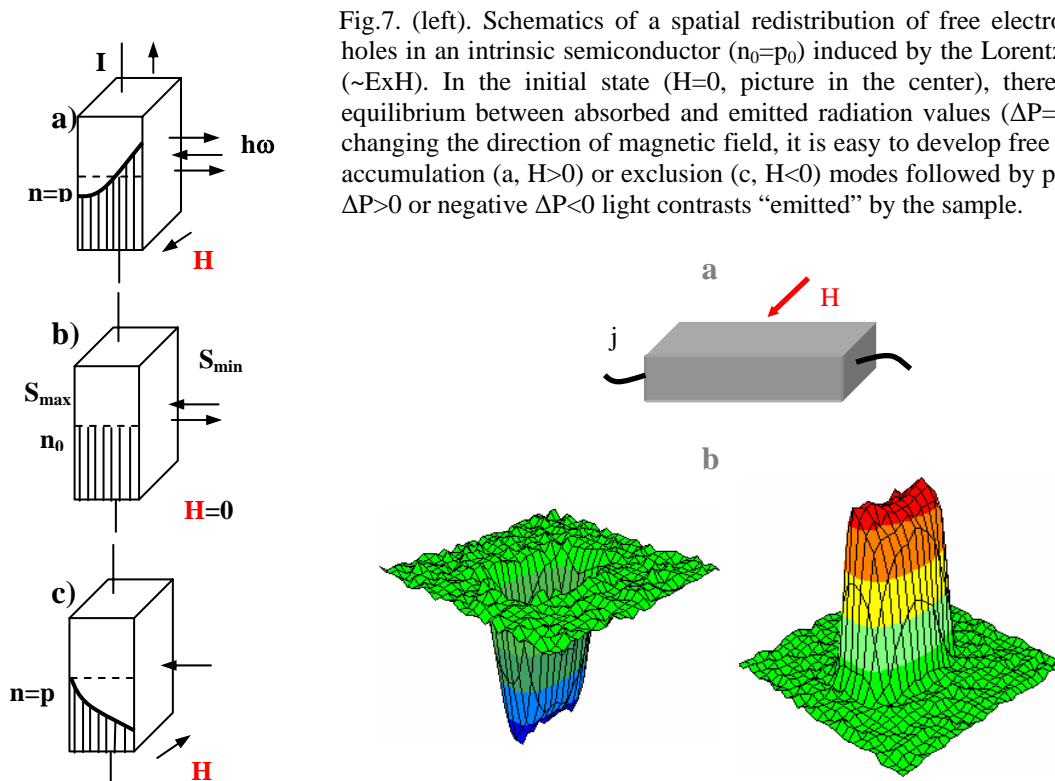 Fig.7. (left). Schematics of a spatial redistribution of free electro
holes in an intrinsic semiconductor (n₀=p₀) induced by the Lorentz
(~ExH). In the initial state (H=0, picture in the center), there
equilibrium between absorbed and emitted radiation values (ΔP=
changing the direction of magnetic field, it is easy to develop free
accumulation (a, H>0) or exclusion (c, H<0) modes followed by p
ΔP>0 or negative ΔP<0 light contrasts “emitted” by the sample.
I
a)
hω
n=p
H
b)
Smin
Smax
n₀
H=0
c)
n=p
H
a
H
j
b